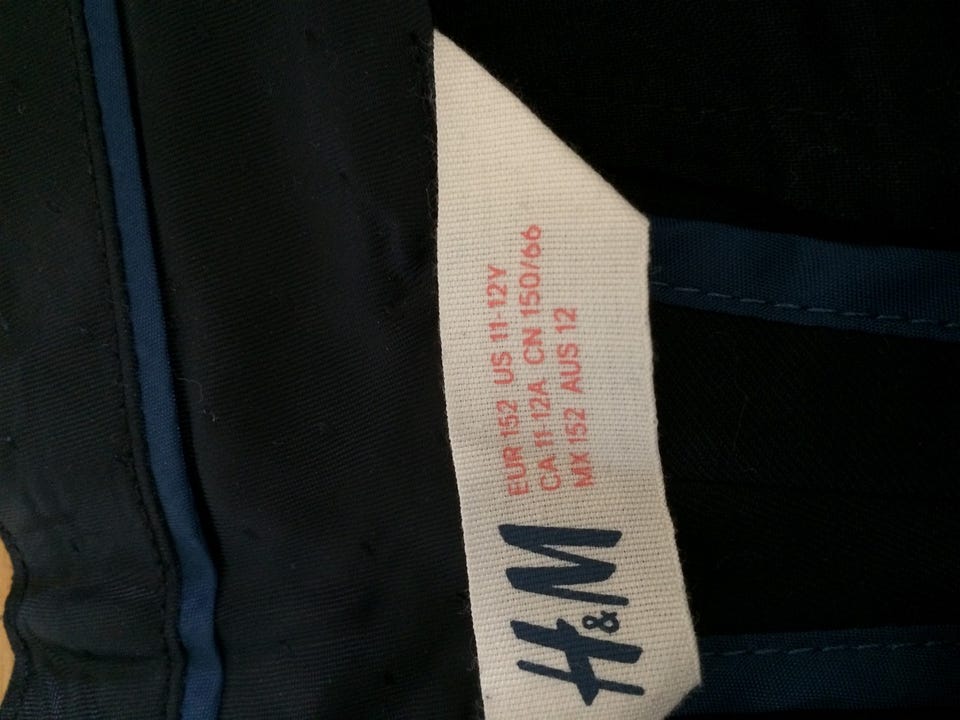 H&M
EUR 152 US 11-12Y
CA 11-12A CN 150/66
MX 152 AUS 12